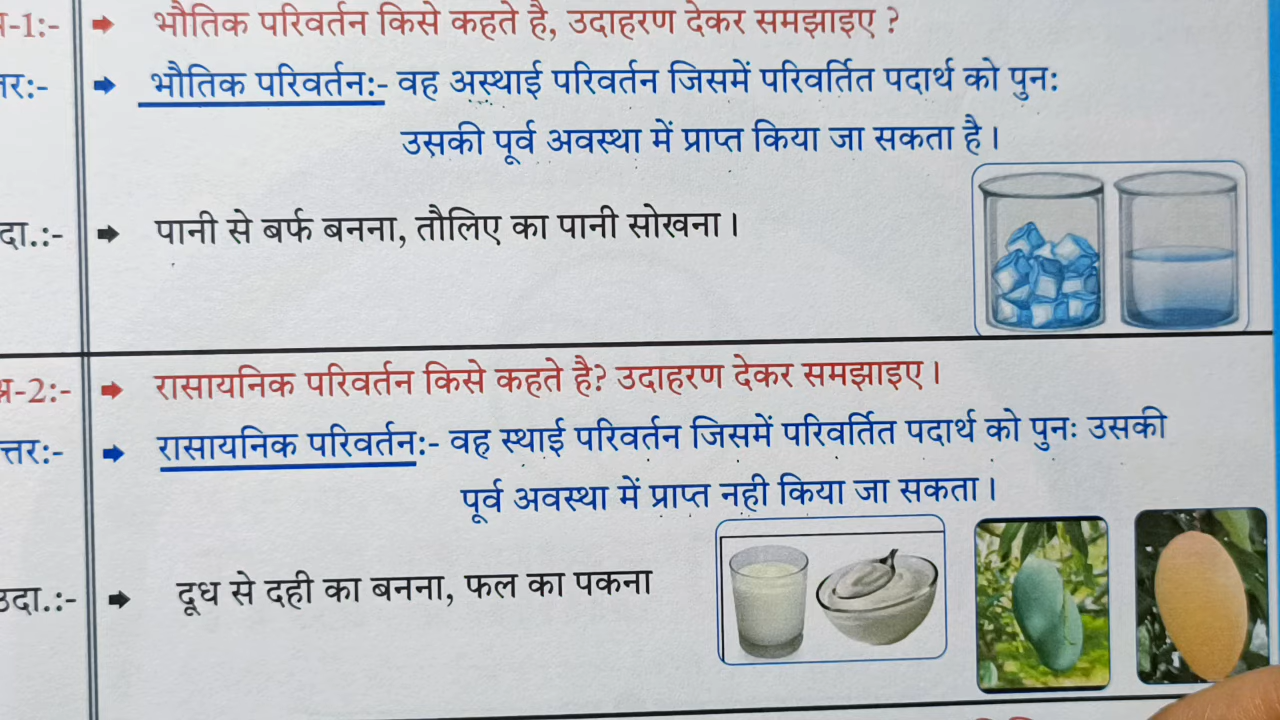 -1:- ➡ भौतिक परिवर्तन किसे कहते है, उदाहरण देकर समझाइए ?
तर:- ➡ भौतिक परिवर्तन:- वह अस्थाई परिवर्तन जिसमें परिवर्तित पदार्थ को पुन:
उसकी पूर्व अवस्था में प्राप्त किया जा सकता है।
दा.:- ➡ पानी से बर्फ बनना, तौलिए का पानी सोखना।
-2:- ➡ रासायनिक परिवर्तन किसे कहते है? उदाहरण देकर समझाइए।
त्तर:- ➡ रासायनिक परिवर्तन:- वह स्थाई परिवर्तन जिसमें परिवर्तित पदार्थ को पुनः उसकी
पूर्व अवस्था में प्राप्त नही किया जा सकता।
उदा.:- ➡ दूध से दही का बनना, फल का पकना